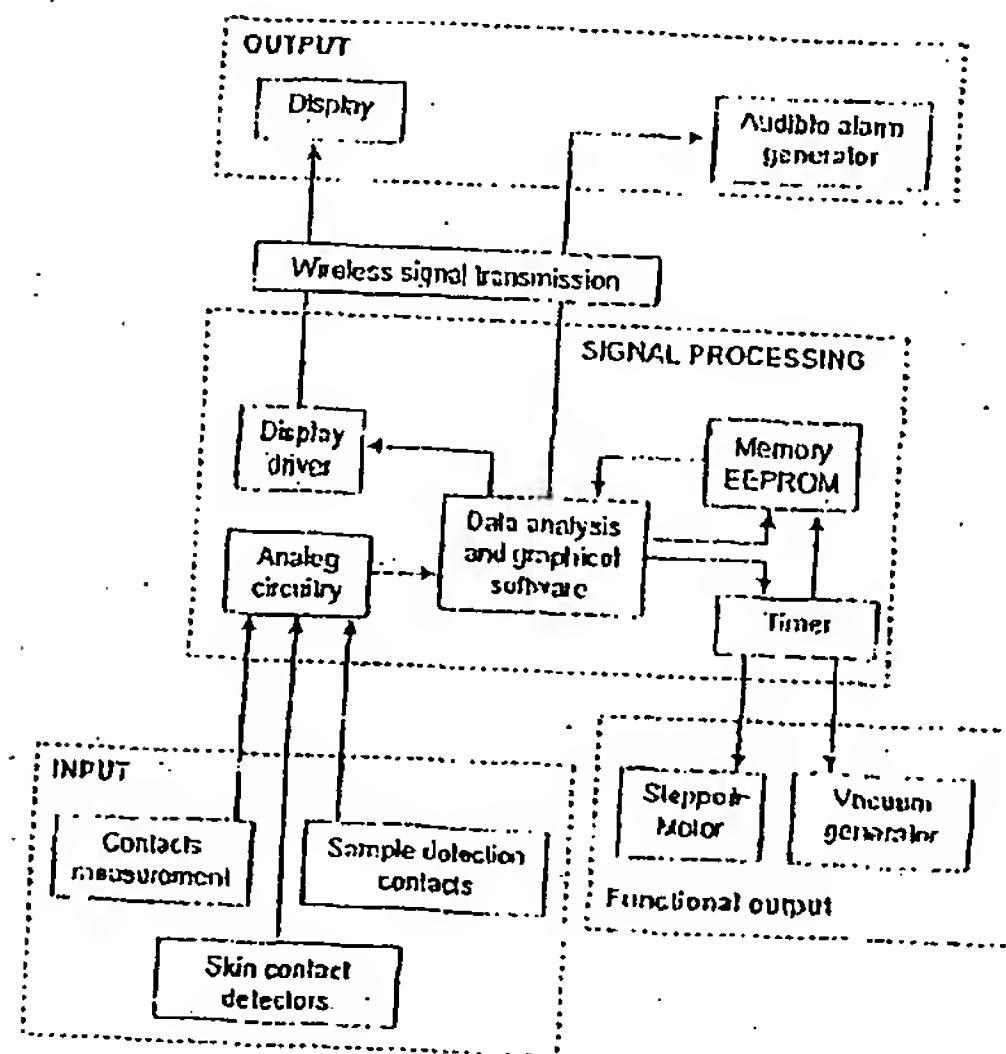 OUTPUT
Display
Audible alarm
generator
Wireless signal transmission
SIGNAL PROCESSING
Display
driver
Memory
EEPROM
Data analysis
and graphical
software
Analog
circuitry
Timer
INPUT
Contacts
measurement
Sample detection
contacts
Skin contact
detectors
Stepper
Motor
Vacuum
generator
Functional output